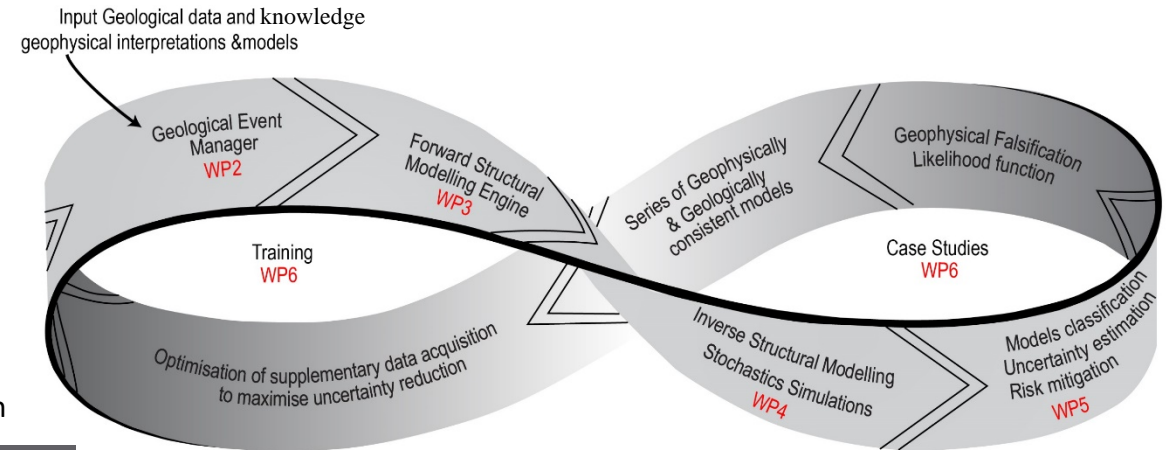 Input Geological data and knowledge
geophysical interpretations &models
Geological Event
Manager
WP2
Forward Structural
Modelling Engine
WP3
Series of Geophysically
& Geologically
consistent models
Geophysical Falsification
Likelihood function
Training
WP6
Case Studies
WP6
Optimisation of supplementary data acquisition
to maximise uncertainty reduction
Inverse Structural Modelling
Stochastics Simulations
WP4
Models classification
Uncertainty estimation
Risk mitigation
WP5